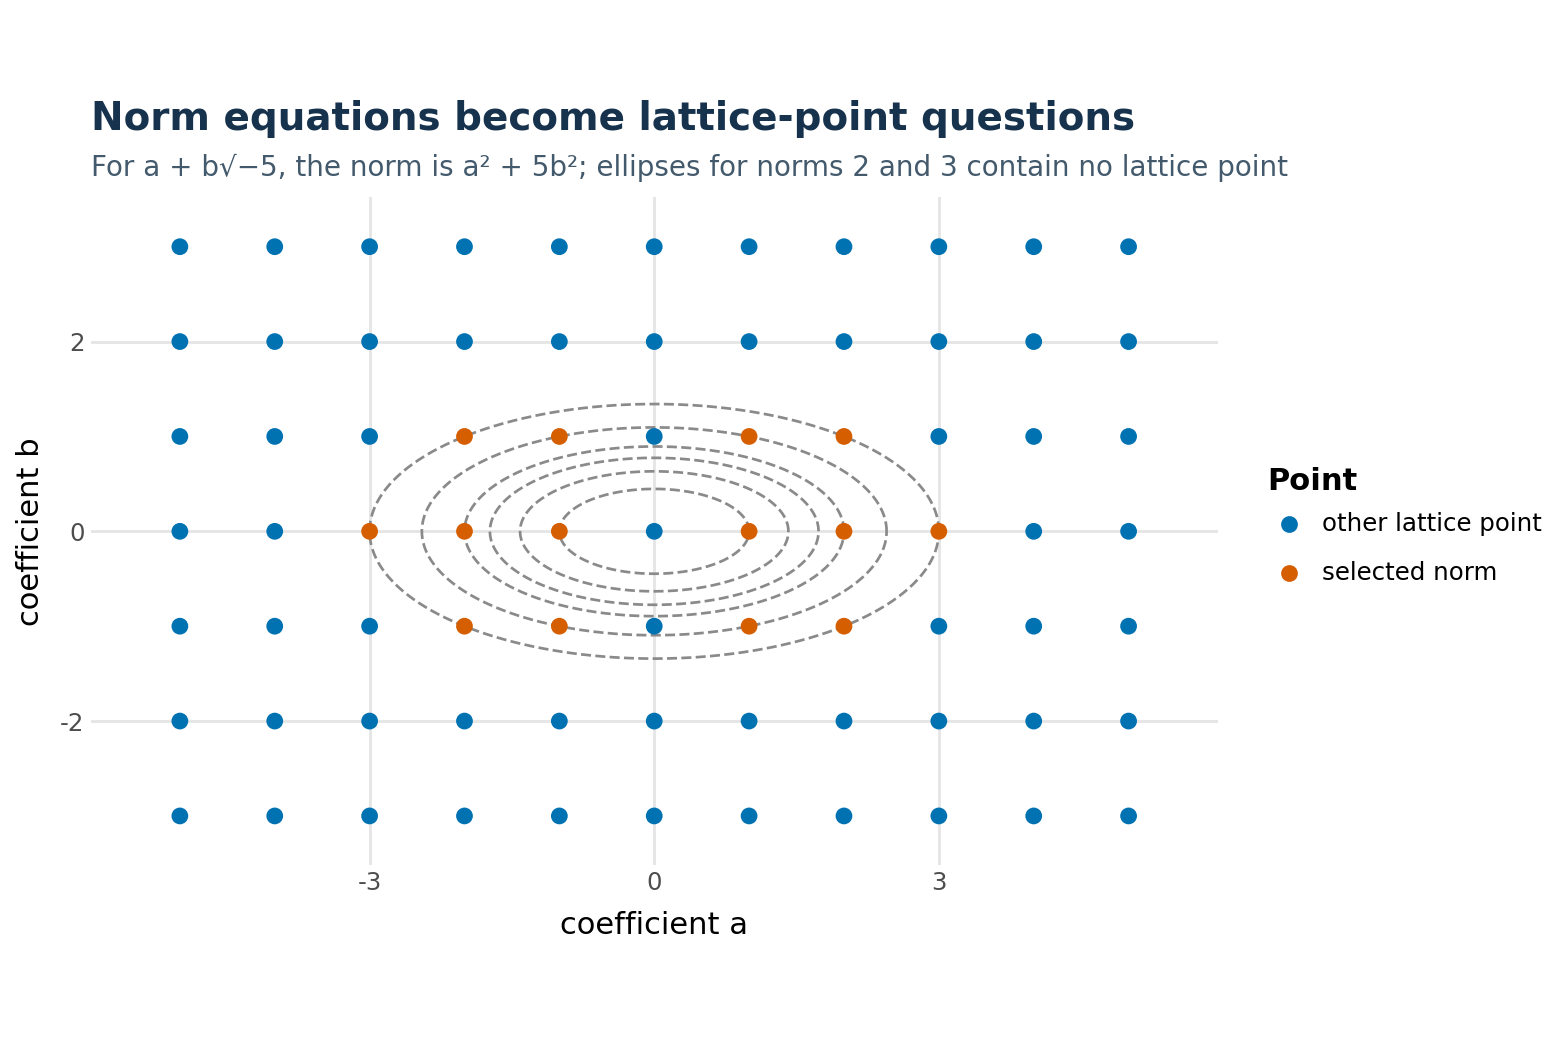 Norm equations become lattice-point questions
For a + b√−5, the norm is a² + 5b²; ellipses for norms 2 and 3 contain no lattice point
2
0
-2
coefficient b
-3
0
3
coefficient a
Point
other lattice point
selected norm